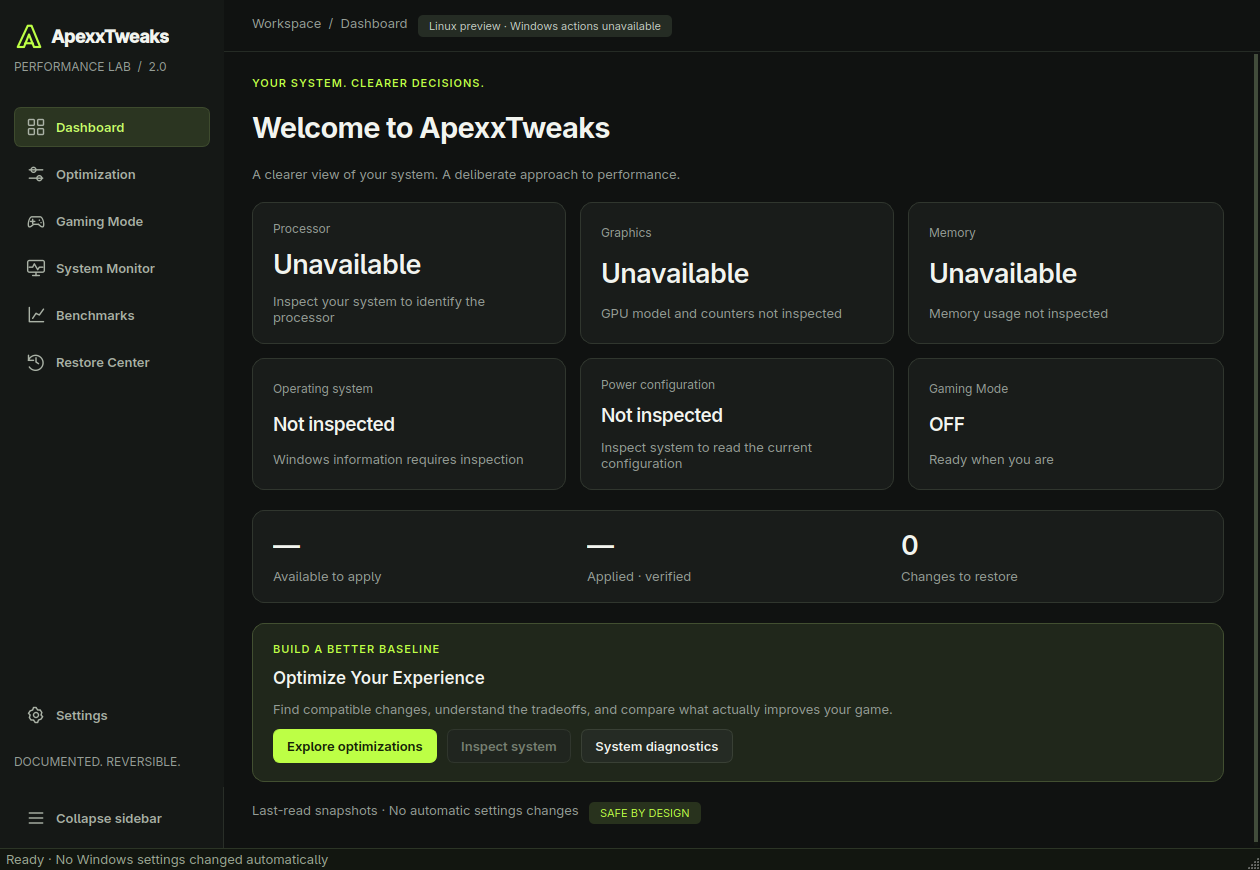 ApexxTweaks
PERFORMANCE LAB / 2.0
Dashboard
Optimization
Gaming Mode
System Monitor
Benchmarks
Restore Center
Settings
DOCUMENTED. REVERSIBLE.
Collapse sidebar
Workspace / Dashboard
Linux preview · Windows actions unavailable
YOUR SYSTEM. CLEARER DECISIONS.
Welcome to ApexxTweaks
A clearer view of your system. A deliberate approach to performance.
Processor
Unavailable
Inspect your system to identify the
processor
Graphics
Unavailable
GPU model and counters not inspected
Memory
Unavailable
Memory usage not inspected
Operating system
Not inspected
Windows information requires inspection
Power configuration
Not inspected
Inspect system to read the current
configuration
Gaming Mode
OFF
Ready when you are
—
Available to apply
—
Applied · verified
0
Changes to restore
BUILD A BETTER BASELINE
Optimize Your Experience
Find compatible changes, understand the tradeoffs, and compare what actually improves your game.
Explore optimizations
Inspect system
System diagnostics
Last-read snapshots · No automatic settings changes
SAFE BY DESIGN
Ready · No Windows settings changed automatically